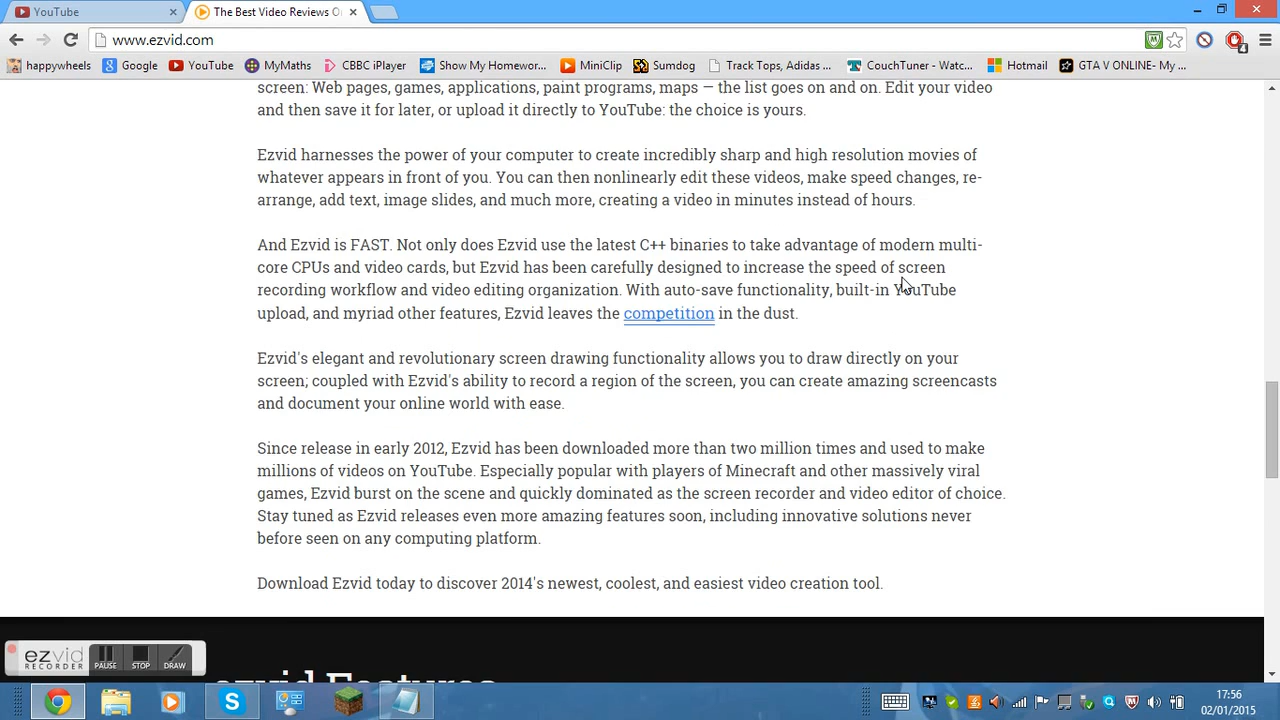 YouTube
The Best Video Reviews O
www.ezvid.com
happywheels
Google
YouTube
MyMaths
CBBC iPlayer
Show My Homewor...
MiniClip
Sumdog
Track Tops, Adidas ...
CouchTuner - Watc...
Hotmail
GTA V ONLINE- My ...
screen: Web pages, games, applications, paint programs, maps — the list goes on and on. Edit your video
and then save it for later, or upload it directly to YouTube: the choice is yours.
Ezvid harnesses the power of your computer to create incredibly sharp and high resolution movies of
whatever appears in front of you. You can then nonlinearly edit these videos, make speed changes, re-
arrange, add text, image slides, and much more, creating a video in minutes instead of hours.
And Ezvid is FAST. Not only does Ezvid use the latest C++ binaries to take advantage of modern multi-
core CPUs and video cards, but Ezvid has been carefully designed to increase the speed of screen
recording workflow and video editing organization. With auto-save functionality, built-in YouTube
upload, and myriad other features, Ezvid leaves the competition in the dust.
Ezvid's elegant and revolutionary screen drawing functionality allows you to draw directly on your
screen; coupled with Ezvid's ability to record a region of the screen, you can create amazing screencasts
and document your online world with ease.
Since release in early 2012, Ezvid has been downloaded more than two million times and used to make
millions of videos on YouTube. Especially popular with players of Minecraft and other massively viral
games, Ezvid burst on the scene and quickly dominated as the screen recorder and video editor of choice.
Stay tuned as Ezvid releases even more amazing features soon, including innovative solutions never
before seen on any computing platform.
Download Ezvid today to discover 2014's newest, coolest, and easiest video creation tool.
ezvid Features
ezvid
RECORDER
PAUSE
STOP
DRAW
17:56
02/01/2015